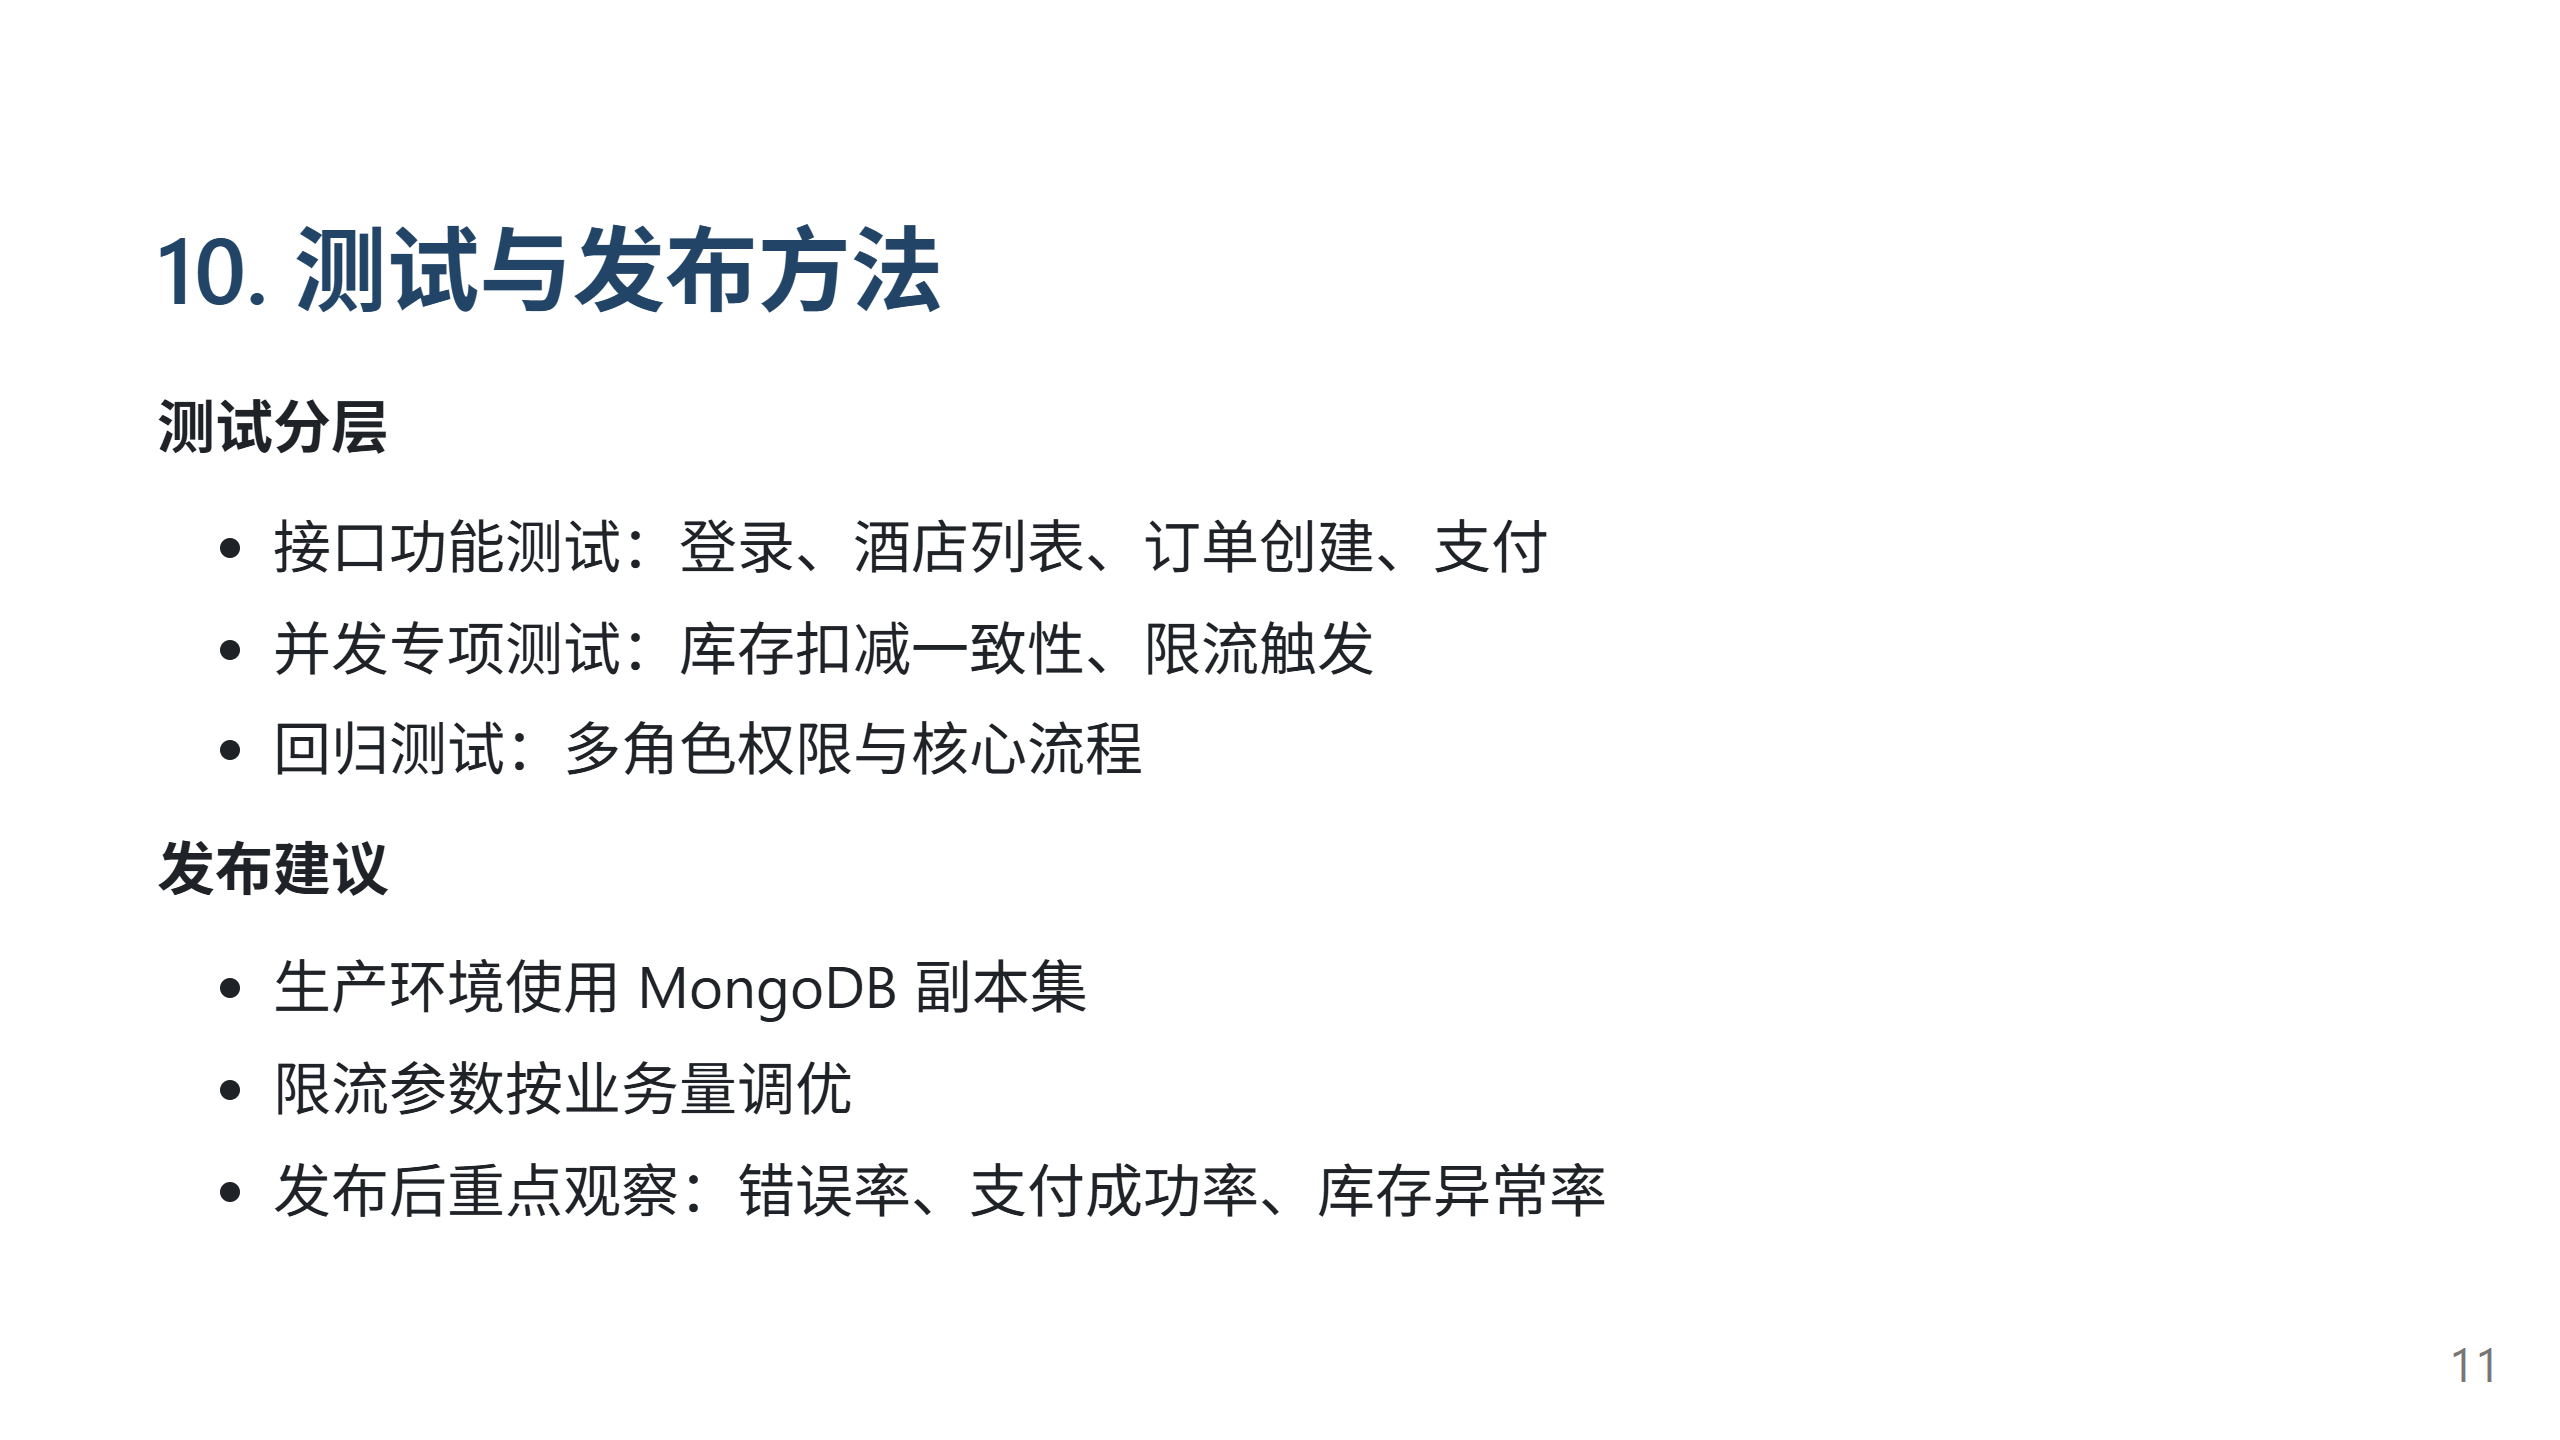 10. 测试与发布方法
测试分层
• 接口功能测试：登录、酒店列表、订单创建、支付
• 并发专项测试：库存扣减一致性、限流触发
• 回归测试：多角色权限与核心流程
发布建议
• 生产环境使用 MongoDB 副本集
• 限流参数按业务量调优
• 发布后重点观察：错误率、支付成功率、库存异常率
11